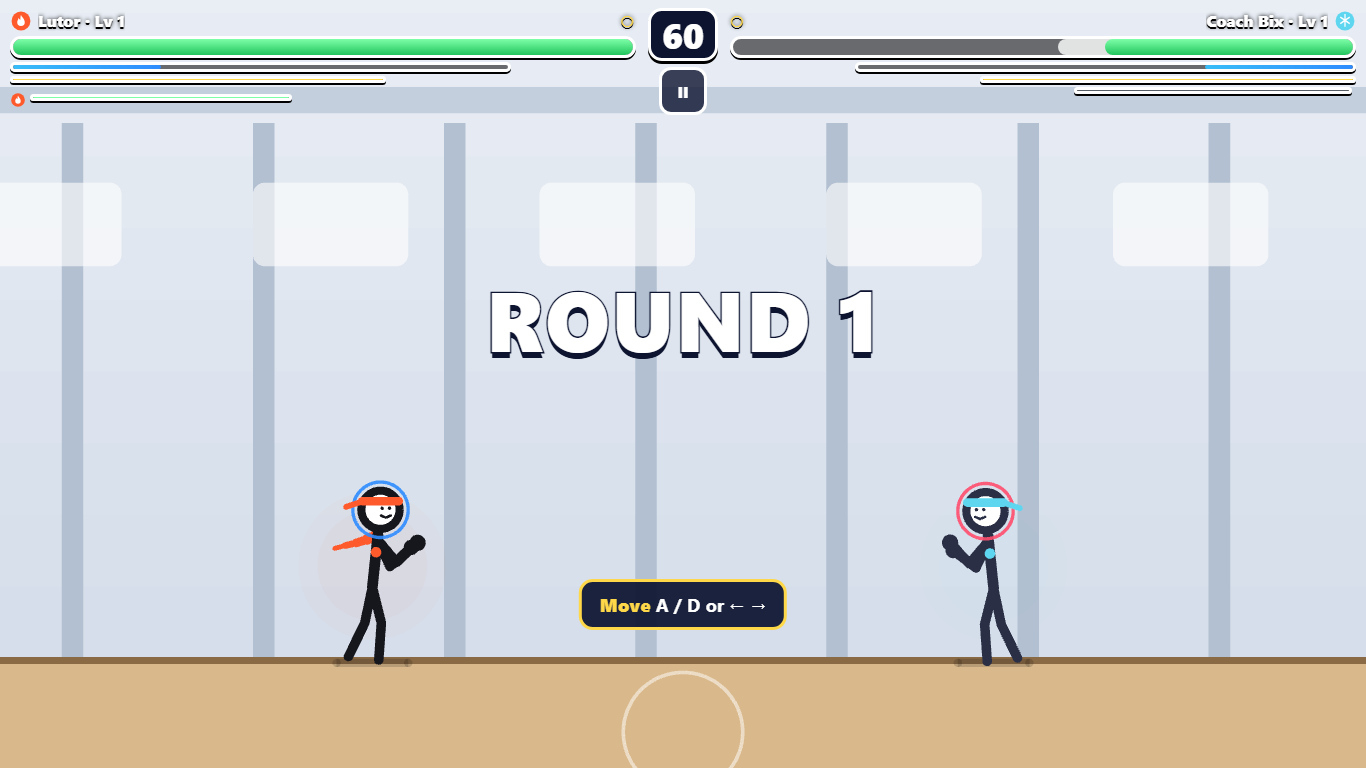 Lutor · Lv 1
60
Coach Bix · Lv 1
ROUND 1
Move A / D or ← →